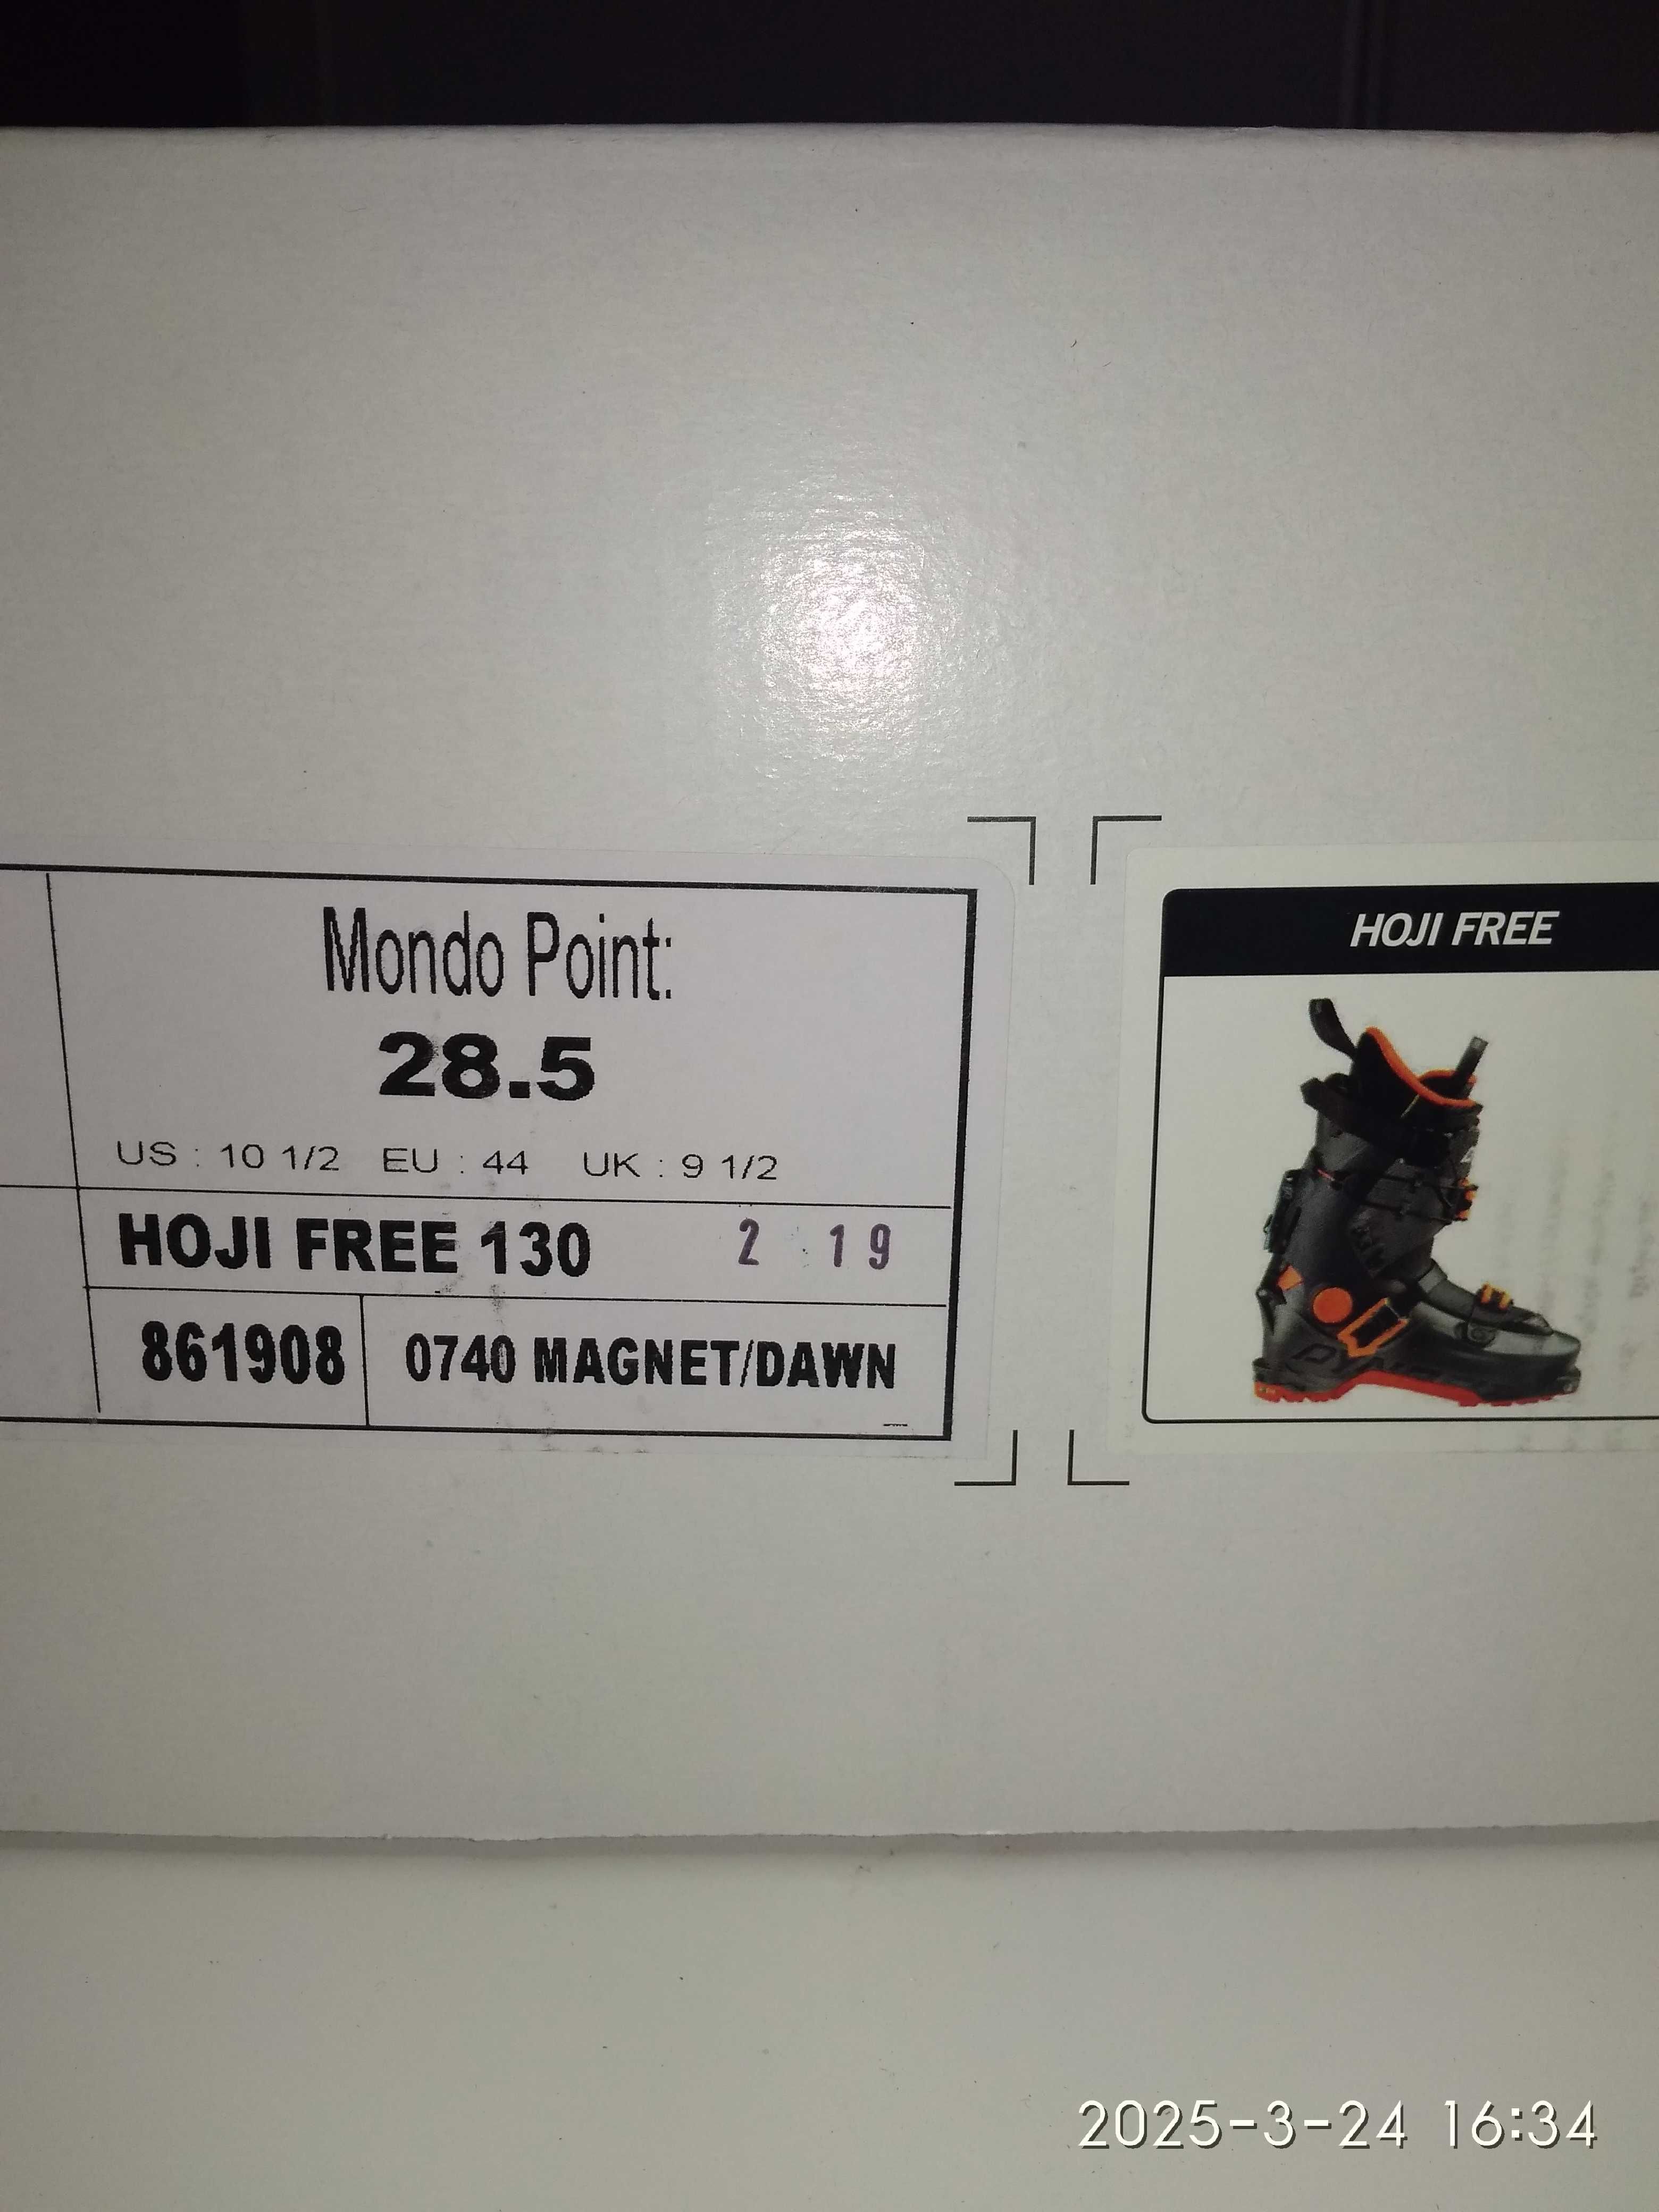 Mondo Point:
28.5
US : 10 1/2 EU : 44 UK : 9 1/2
HOJI FREE 130 2 19
861908 0740 MAGNET/DAWN
HOJI FREE
2025-3-24 16:34